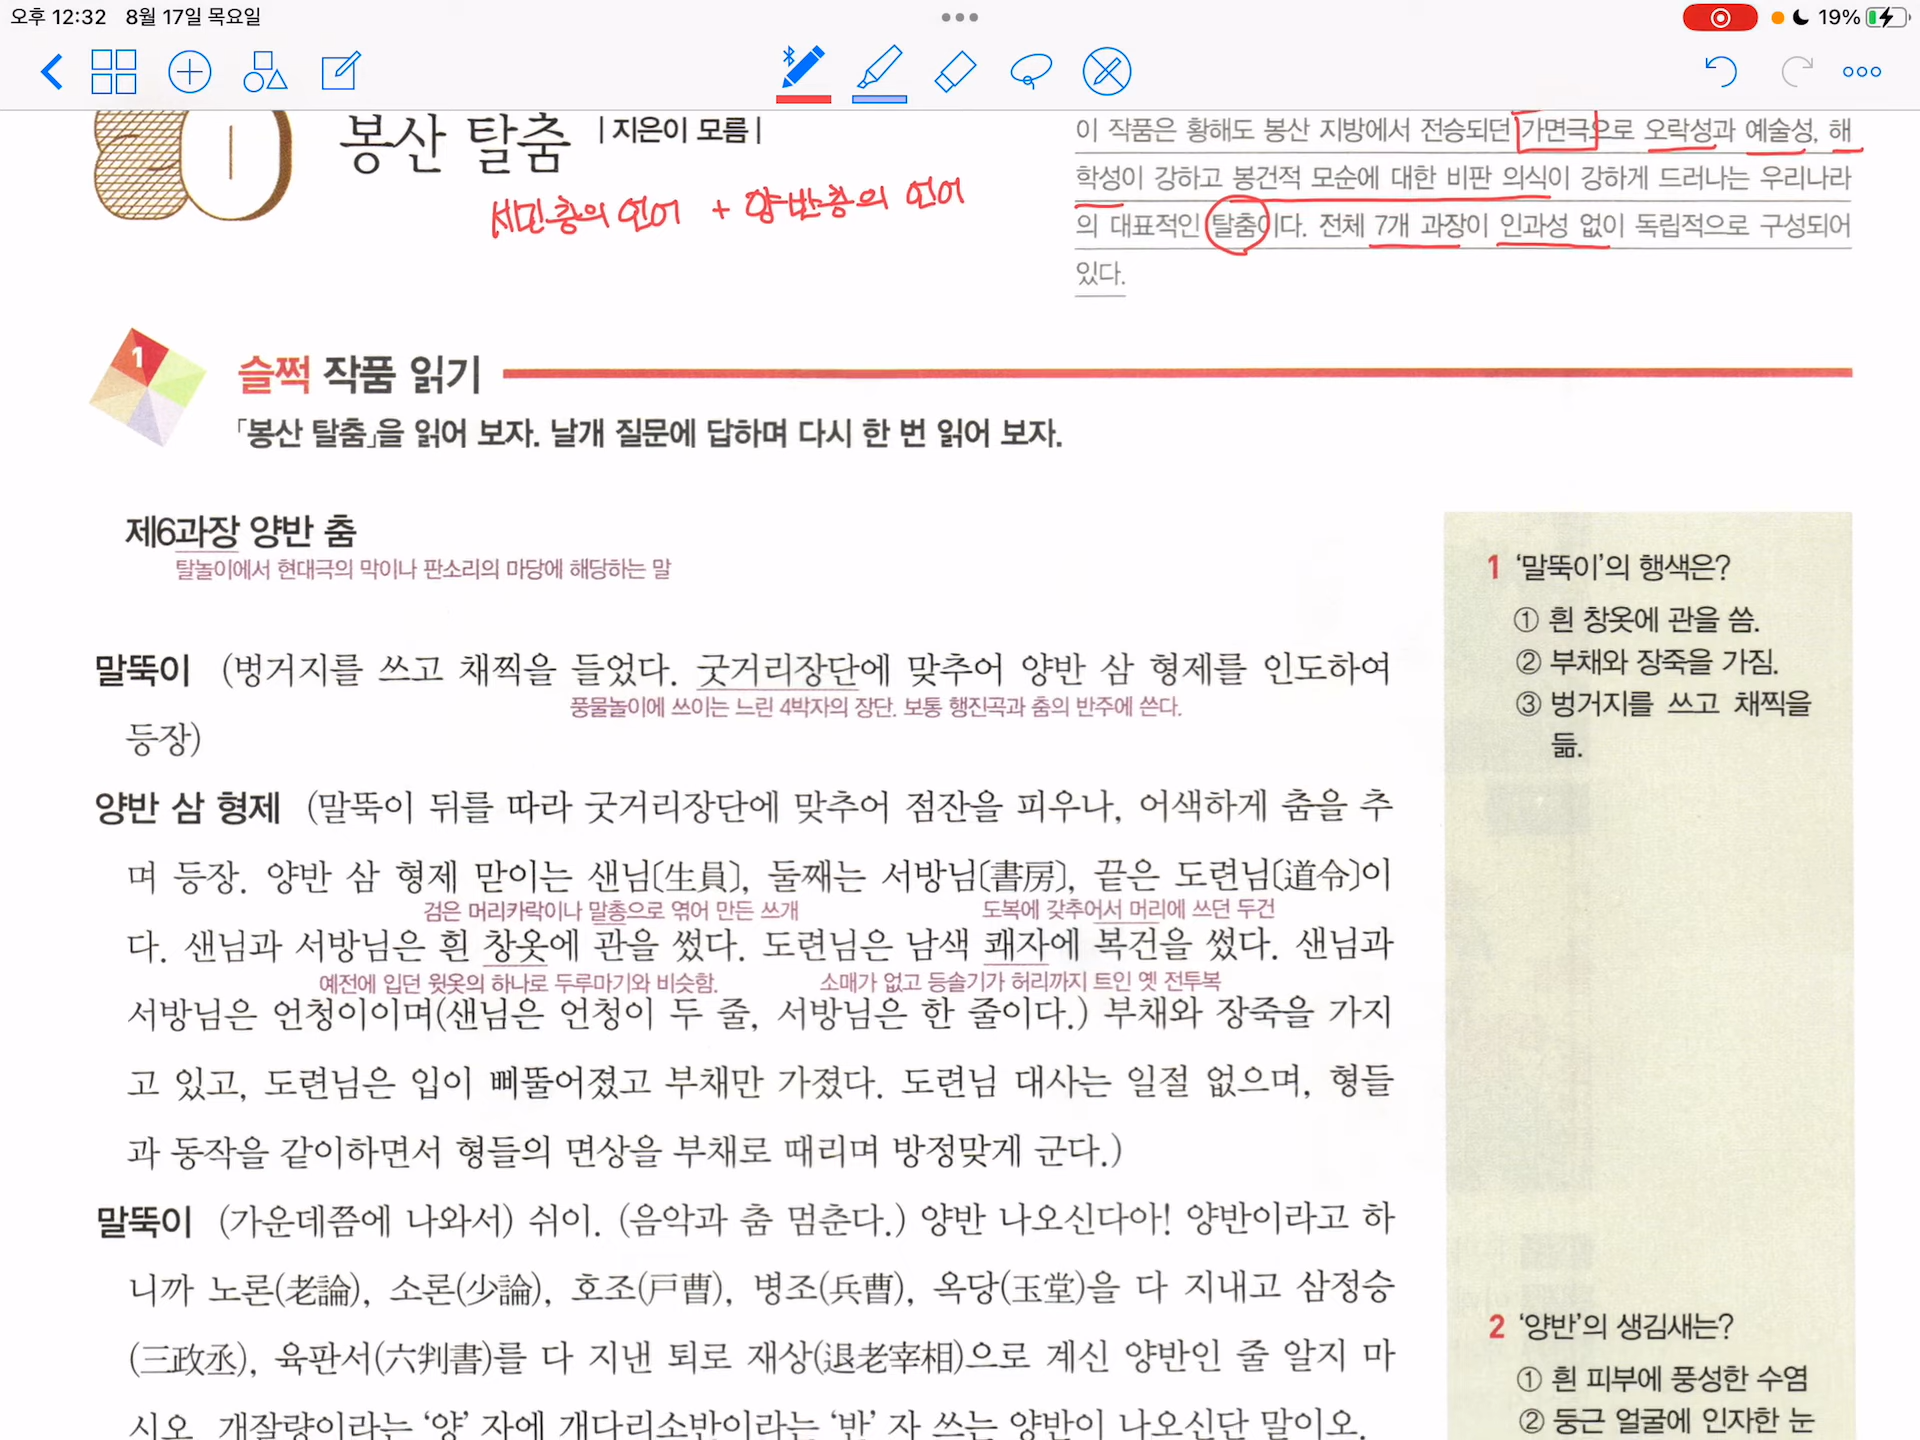 오후 12:32 8월 17일 목요일
19%
봉산 탈춤 | 지은이 모름 |
서민층의 언어 + 양반층의 언어
이 작품은 황해도 봉산 지방에서 전승되던 가면극으로 오락성과 예술성, 해
학성이 강하고 봉건적 모순에 대한 비판 의식이 강하게 드러나는 우리나라
의 대표적인 탈춤이다. 전체 7개 과장이 인과성 없이 독립적으로 구성되어
있다.
1
슬쩍 작품 읽기
「봉산 탈춤」을 읽어 보자. 날개 질문에 답하며 다시 한 번 읽어 보자.
제6과장 양반 춤
탈놀이에서 현대극의 막이나 판소리의 마당에 해당하는 말
말뚝이 (벙거지를 쓰고 채찍을 들었다. 굿거리장단에 맞추어 양반 삼 형제를 인도하여
풍물놀이에 쓰이는 느린 4박자의 장단. 보통 행진곡과 춤의 반주에 쓴다.
등장)
양반 삼 형제 (말뚝이 뒤를 따라 굿거리장단에 맞추어 점잔을 피우나, 어색하게 춤을 추
며 등장. 양반 삼 형제 맏이는 샌님〔生員〕, 둘째는 서방님〔書房〕, 끝은 도련님〔道令〕이
검은 머리카락이나 말총으로 엮어 만든 쓰개 도복에 갖추어서 머리에 쓰던 두건
다. 샌님과 서방님은 흰 창옷에 관을 썼다. 도련님은 남색 쾌자에 복건을 썼다. 샌님과
예전에 입던 웟옷의 하나로 두루마기와 비슷함. 소매가 없고 등솔기가 허리까지 트인 옛 전투복
서방님은 언청이이며(샌님은 언청이 두 줄, 서방님은 한 줄이다.) 부채와 장죽을 가지
고 있고, 도련님은 입이 삐뚤어졌고 부채만 가졌다. 도련님 대사는 일절 없으며, 형들
과 동작을 같이하면서 형들의 면상을 부채로 때리며 방정맞게 군다.)
말뚝이 (가운데쯤에 나와서) 쉬이. (음악과 춤 멈춘다.) 양반 나오신다아! 양반이라고 하
니까 노론(老論), 소론(少論), 호조(戶曹), 병조(兵曹), 옥당(玉堂)을 다 지내고 삼정승
(三政丞), 육판서(六判書)를 다 지낸 퇴로 재상(退老宰相)으로 계신 양반인 줄 알지 마
시오. 개잘량이라는 ‘양’ 자에 개다리소반이라는 ‘반’ 자 쓰는 양반이 나오신단 말이오.
1 ‘말뚝이’의 행색은?
① 흰 창옷에 관을 씀.
② 부채와 장죽을 가짐.
③ 벙거지를 쓰고 채찍을
듦.
2 ‘양반’의 생김새는?
① 흰 피부에 풍성한 수염
② 둥근 얼굴에 인자한 눈